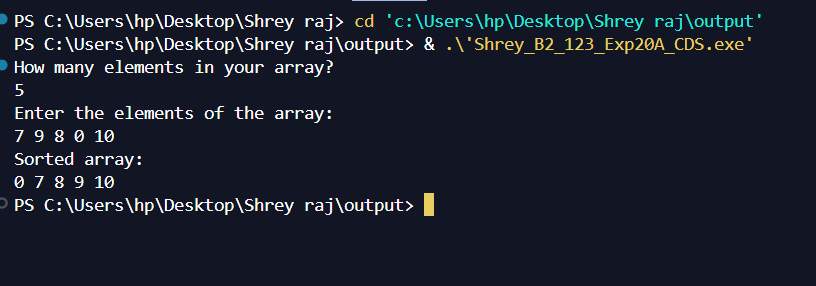 PS C:\Users\hp\Desktop\Shrey raj> cd 'c:\Users\hp\Desktop\Shrey raj\output'
PS C:\Users\hp\Desktop\Shrey raj\output> & .\'Shrey_B2_123_Exp20A_CDS.exe'
How many elements in your array?
5
Enter the elements of the array:
7 9 8 0 10
Sorted array:
0 7 8 9 10
PS C:\Users\hp\Desktop\Shrey raj\output>